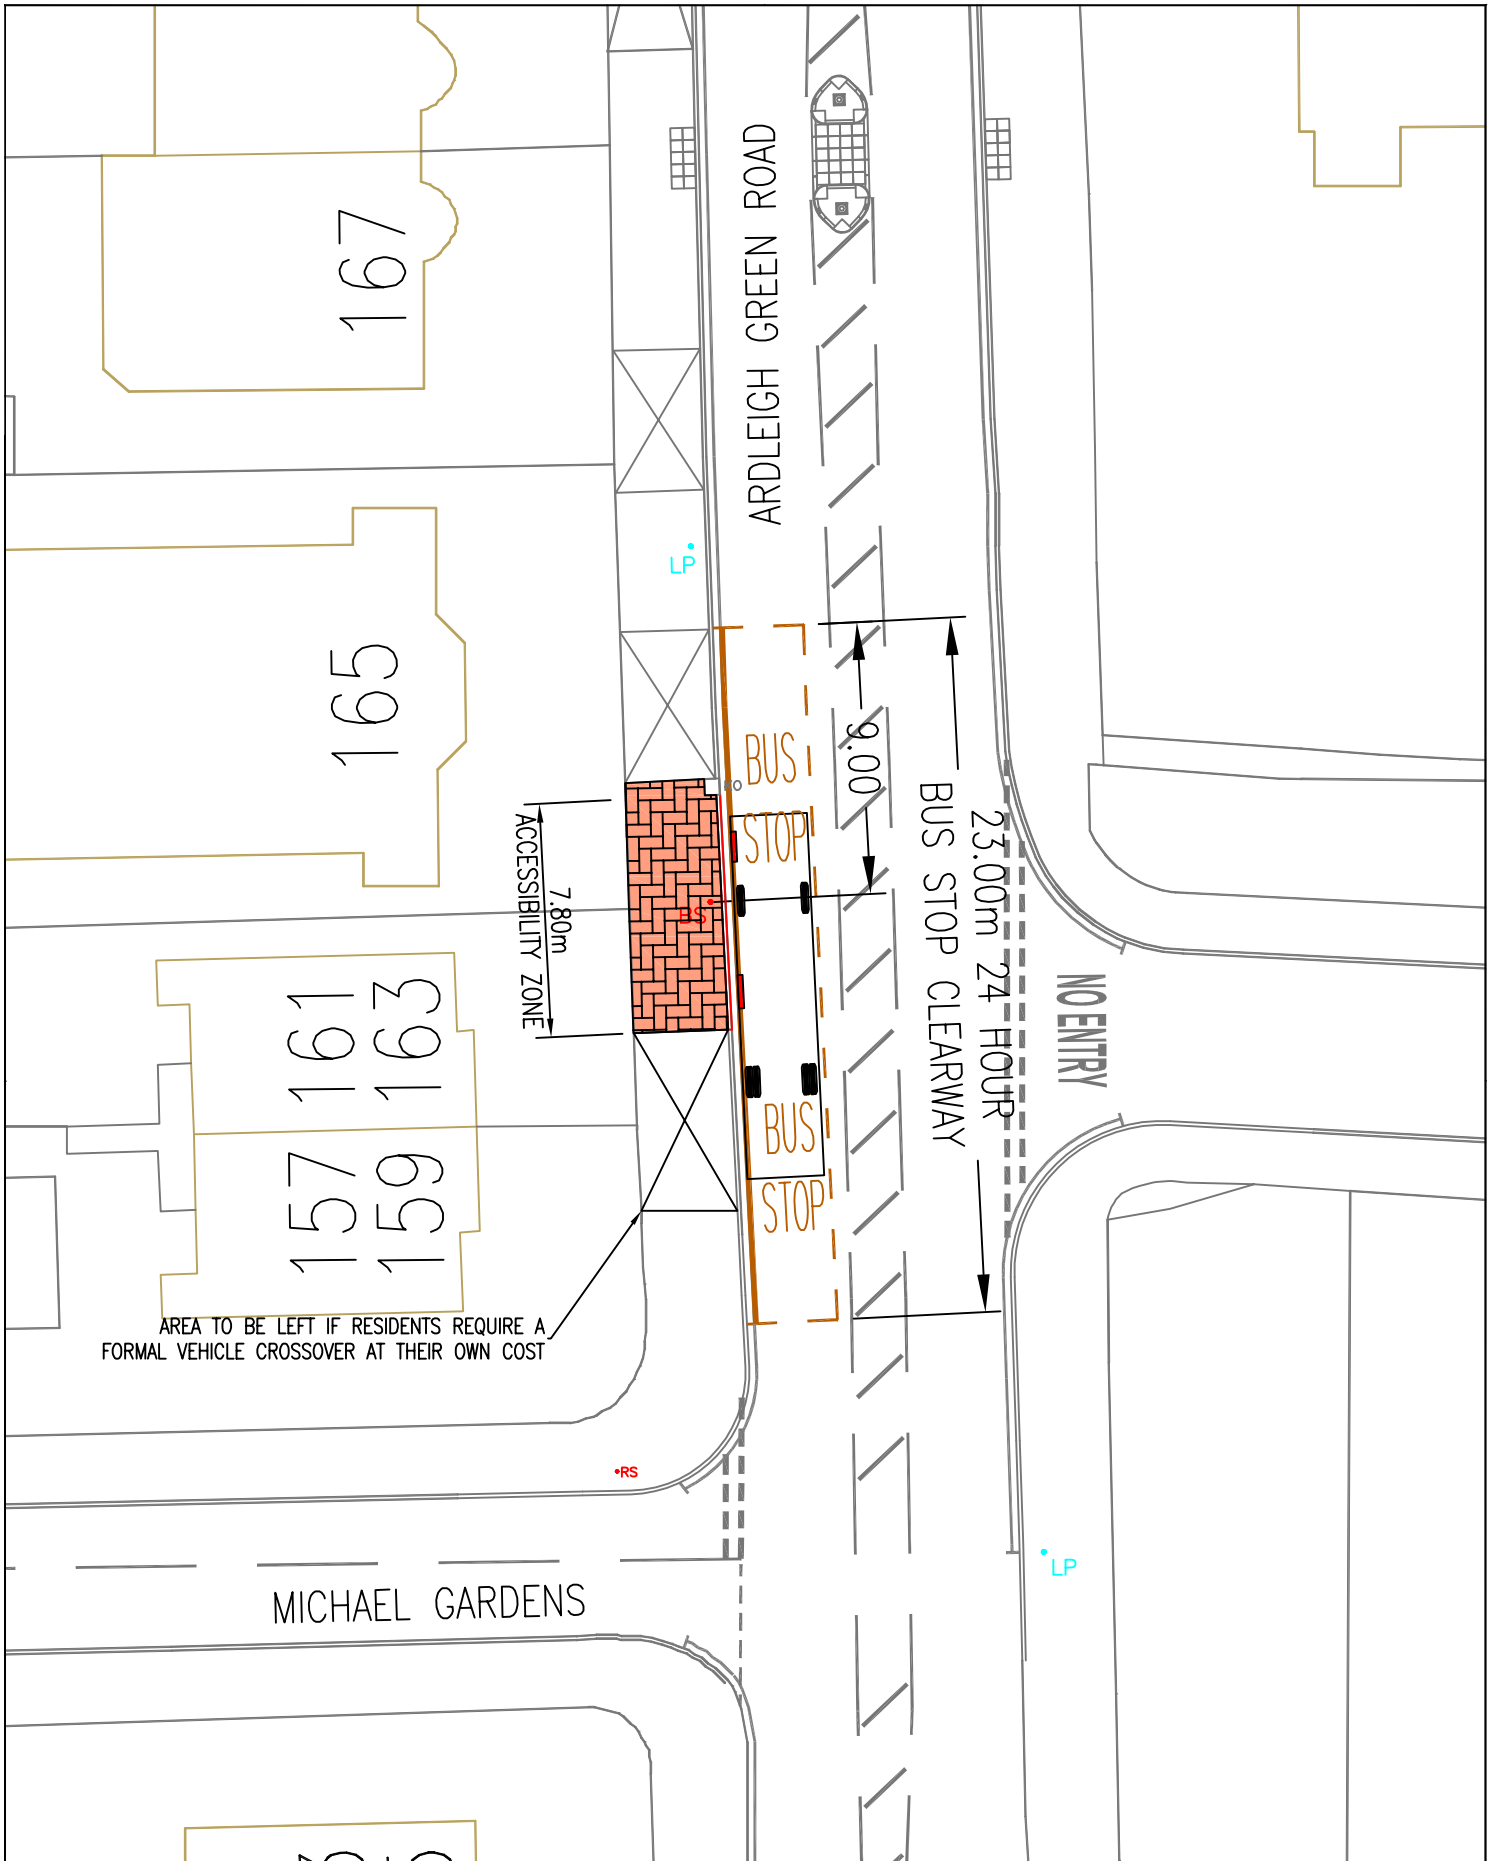 ARDLEIGH GREEN ROAD
167
LP
165
BUS
STOP
9.00
23.00m 24 HOUR
BUS STOP CLEARWAY
7.80m
ACCESSIBILITY ZONE
BS
NO ENTRY
161
163
157
159
BUS
STOP
AREA TO BE LEFT IF RESIDENTS REQUIRE A
FORMAL VEHICLE CROSSOVER AT THEIR OWN COST
RS
LP
MICHAEL GARDENS